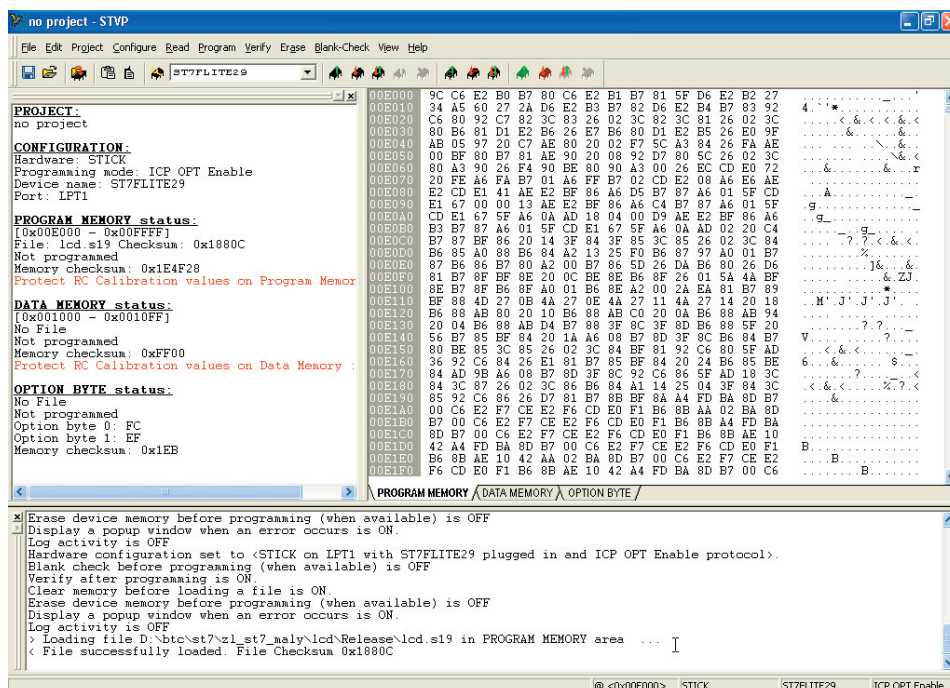 no project - STVP
File Edit Project Configure Read Program Verify Erase Blank-Check View Help
ST7FLITE29
PROJECT:
no project
CONFIGURATION:
Hardware: STICK
Programming mode: ICP OPT Enable
Device name: ST7FLITE29
Port: LPT1
PROGRAM MEMORY status:
[0x00E000 - 0x00FFFF]
File: lcd.s19 Checksum: 0x1880C
Not programmed
Memory checksum: 0x1E4F28
Protect RC Calibration values on Program Memor
DATA MEMORY status:
[0x001000 - 0x0010FF]
No File
Not programmed
Memory checksum: 0xFF00
Protect RC Calibration values on Data Memory :
OPTION BYTE status:
No File
Not programmed
Option byte 0: FC
Option byte 1: EF
Memory checksum: 0x1EB
00E000 9C C6 E2 B0 B7 80 C6 E2 B1 B7 81 5F D6 E2 B2 27
00E010 34 A5 60 27 2A D6 E2 B3 B7 82 D6 E2 B4 B7 83 92
00E020 C6 80 92 C7 82 3C 83 26 02 3C 82 3C 81 26 02 3C
00E030 80 B6 81 D1 E2 B6 26 E7 B6 80 D1 E2 B5 26 E0 9F
00E040 AB 05 97 20 C7 AE 80 20 02 F7 5C A3 84 26 FA AE
00E050 00 BF 80 B7 81 AE 90 20 08 92 D7 80 5C 26 02 3C
00E060 80 A3 90 26 F4 90 BE 80 90 A3 00 26 EC CD E0 72
00E070 20 FE A6 FA B7 01 A6 FF B7 02 CD E2 08 A6 E6 AE
00E080 E2 CD E1 41 AE E2 BF 86 A6 D5 B7 87 A6 01 5F CD
00E090 E1 67 00 00 13 AE E2 BF 86 A6 C4 B7 87 A6 01 5F
00E0A0 CD E1 67 5F A6 0A AD 18 04 00 D9 AE E2 BF 86 A6
00E0B0 B3 B7 87 A6 01 5F CD E1 67 5F A6 0A AD 02 20 C4
00E0C0 B7 87 BF 86 20 14 3F 84 3F 85 3C 85 26 02 3C 84
00E0D0 B6 85 A0 88 B6 84 A2 13 25 F0 B6 87 97 A0 01 B7
00E0E0 87 B6 86 B7 80 A2 00 B7 86 5D 26 DA B6 80 26 D6
00E0F0 81 B7 8F BF 8E 20 0C BE 8E B6 8F 26 01 5A 4A BF
00E100 8E B7 8F B6 8F A0 01 B6 8E A2 00 2A EA 81 B7 89
00E110 BF 88 4D 27 0B 4A 27 0E 4A 27 11 4A 27 14 20 18
00E120 B6 88 AB 80 20 10 B6 88 AB C0 20 0A B6 88 AB 94
00E130 20 04 B6 88 AB D4 B7 88 3F 8C 3F 8D B6 88 5F 20
00E140 56 B7 85 BF 84 20 1A A6 08 B7 8D 3F 8C B6 84 B7
00E150 80 BE 85 3C 85 26 02 3C 84 BF 81 92 C6 80 5F AD
00E160 36 92 C6 84 26 E1 81 B7 85 BF 84 20 24 B6 85 BE
00E170 84 AD 9B A6 08 B7 8D 3F 8C 92 C6 86 5F AD 18 3C
00E180 84 3C 87 26 02 3C 86 B6 84 A1 14 25 04 3F 84 3C
00E190 85 92 C6 86 26 D7 81 B7 8B BF 8A A4 FD BA 8D B7
00E1A0 00 C6 E2 F7 CE E2 F6 CD E0 F1 B6 8B AA 02 BA 8D
00E1B0 B7 00 C6 E2 F7 CE E2 F6 CD E0 F1 B6 8B A4 FD BA
00E1C0 8D B7 00 C6 E2 F7 CE E2 F6 CD E0 F1 B6 8B AE 10
00E1D0 42 A4 FD BA 8D B7 00 C6 E2 F7 CE E2 F6 CD E0 F1
00E1E0 B6 8B AE 10 42 AA 02 BA 8D B7 00 C6 E2 F7 CE E2
00E1F0 F6 CD E0 F1 B6 8B AE 10 42 A4 FD BA 8D B7 00 C6
PROGRAM MEMORY DATA MEMORY OPTION BYTE
Erase device memory before programming (when available) is OFF
Display a popup window when an error occurs is ON.
Log activity is OFF
Hardware configuration set to <STICK on LPT1 with ST7FLITE29 plugged in and ICP OPT Enable protocol>.
Blank check before programming (when available) is OFF
Verify after programming is ON.
Clear memory before loading a file is ON.
Erase device memory before programming (when available) is OFF
Display a popup window when an error occurs is ON.
Log activity is OFF
> Loading file D:\btc\st7\zl_st7_maly\lcd\Release\lcd.s19 in PROGRAM MEMORY area ...
< File successfully loaded. File Checksum 0x1880C
@ <0x00E000> STICK ST7FLITE29 ICP OPT Enable